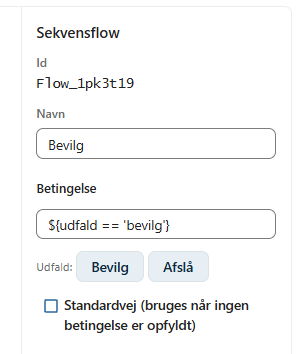 Sekvensflow
Id
Flow_1pk3t19
Navn
Bevilg
Betingelse
${udfald == 'bevilg'}
Udfald: Bevilg Afslå
Standardvej (bruges når ingen
betingelse er opfyldt)